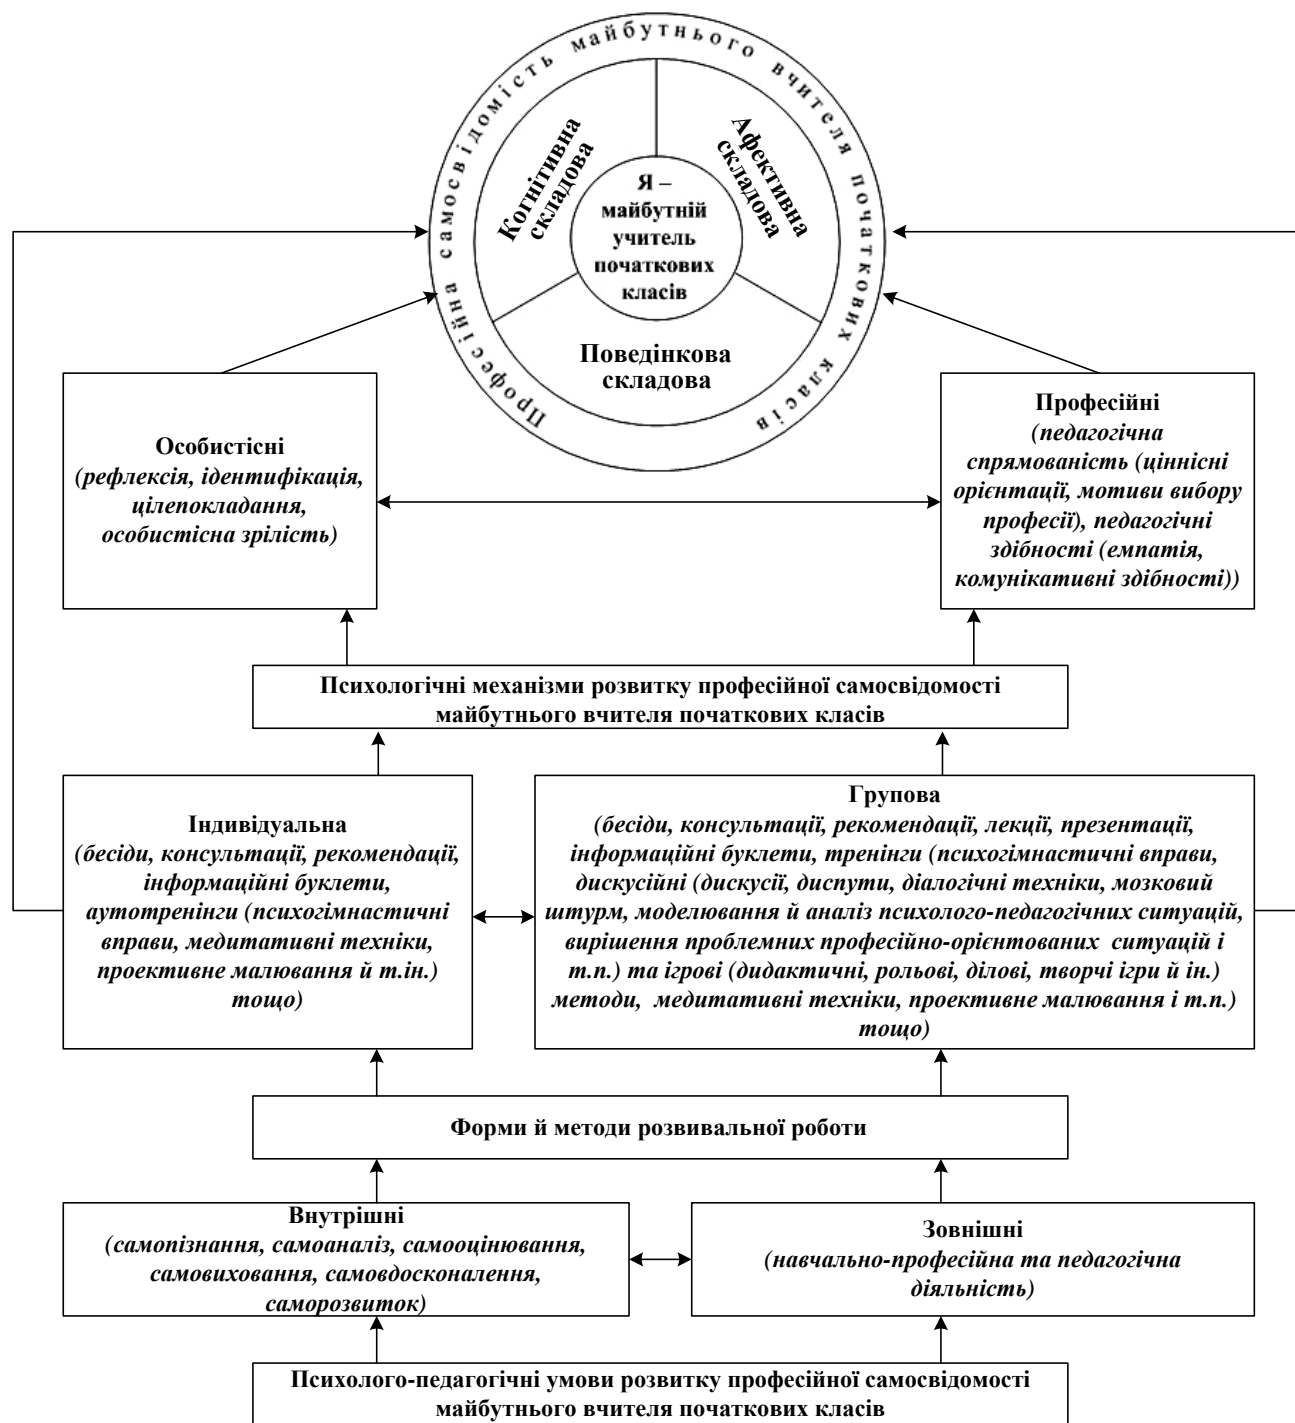 Професійна самосвідомість майбутнього вчителя початкових класів
Когнітивна
складова
Афективна
складова
Я –
майбутній
учитель
початкових
класів
Поведінкова
складова
Особистісні
(рефлексія, ідентифікація,
цілепокладання,
особистісна зрілість)
Професійні
(педагогічна
спрямованість (ціннісні
орієнтації, мотиви вибору
професії), педагогічні
здібності (емпатія,
комунікативні здібності))
Психологічні механізми розвитку професійної самосвідомості
майбутнього вчителя початкових класів
Індивідуальна
(бесіди, консультації, рекомендації,
інформаційні буклети,
аутотренінги (психогімнастичні
вправи, медитативні техніки,
проективне малювання й т.ін.)
тощо)
Групова
(бесіди, консультації, рекомендації, лекції, презентації,
інформаційні буклети, тренінги (психогімнастичні вправи,
дискусійні (дискусії, диспути, діалогічні техніки, мозковий
штурм, моделювання й аналіз психолого-педагогічних ситуацій,
вирішення проблемних професійно-орієнтованих ситуацій і
т.п.) та ігрові (дидактичні, рольові, ділові, творчі ігри й ін.)
методи, медитативні техніки, проективне малювання і т.п.)
тощо)
Форми й методи розвивальної роботи
Внутрішні
(самопізнання, самоаналіз, самооцінювання,
самовиховання, самовдосконалення,
саморозвиток)
Зовнішні
(навчально-професійна та педагогічна
діяльність)
Психолого-педагогічні умови розвитку професійної самосвідомості
майбутнього вчителя початкових класів